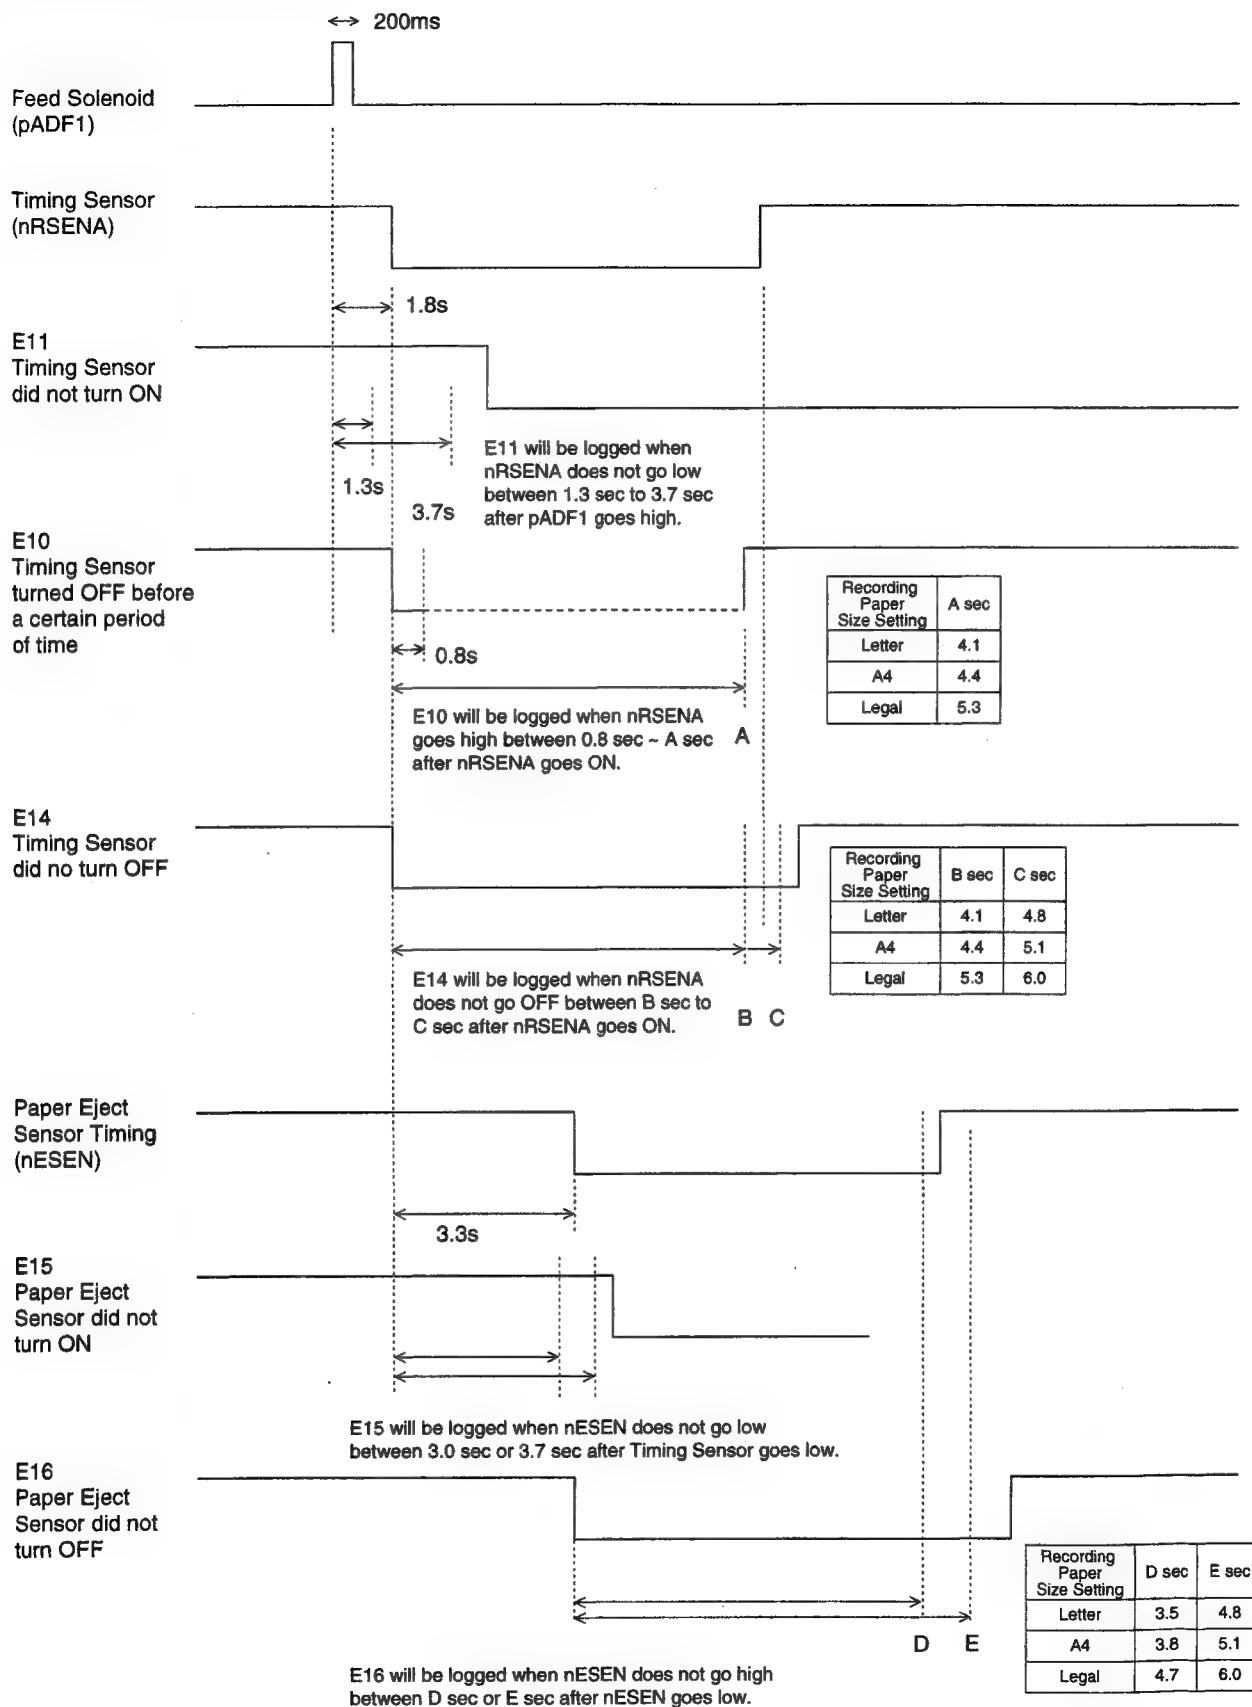 200ms
Feed Solenoid
(pADF1)
Timing Sensor
(nRSENA)
1.8s
E11
Timing Sensor
did not turn ON
E11 will be logged when
nRSENA does not go low
between 1.3 sec to 3.7 sec
after pADF1 goes high.
1.3s
3.7s
E10
Timing Sensor
turned OFF before
a certain period
of time
Recording
Paper
Size Setting
A sec
Letter 4.1
A4 4.4
Legal 5.3
0.8s
E10 will be logged when nRSENA
goes high between 0.8 sec ~ A sec
after nRSENA goes ON.
A
E14
Timing Sensor
did no turn OFF
Recording
Paper
Size Setting
B sec C sec
Letter 4.1 4.8
A4 4.4 5.1
Legal 5.3 6.0
E14 will be logged when nRSENA
does not go OFF between B sec to
C sec after nRSENA goes ON.
B C
Paper Eject
Sensor Timing
(nESEN)
3.3s
E15
Paper Eject
Sensor did not
turn ON
E15 will be logged when nESEN does not go low
between 3.0 sec or 3.7 sec after Timing Sensor goes low.
E16
Paper Eject
Sensor did not
turn OFF
Recording
Paper
Size Setting
D sec E sec
Letter 3.5 4.8
A4 3.8 5.1
Legal 4.7 6.0
D E
E16 will be logged when nESEN does not go high
between D sec or E sec after nESEN goes low.